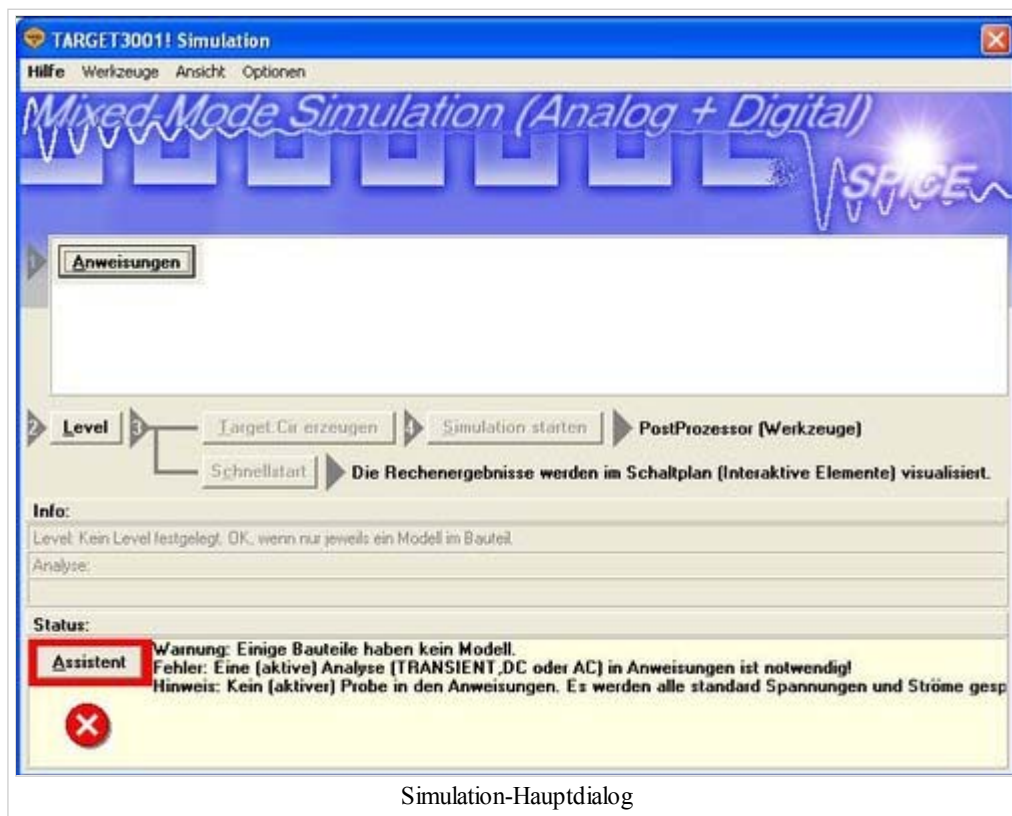 TARGET3001! Simulation
Hilfe Werkzeuge Ansicht Optionen
Mixed-Mode Simulation (Analog + Digital)
SPICE
1 Anweisungen
2 Level 3 Target.Cir erzeugen 4 Simulation starten PostProzessor (Werkzeuge)
Schnellstart Die Rechenergebnisse werden im Schaltplan (Interaktive Elemente) visualisiert.
Info:
Level: Kein Level festgelegt. OK, wenn nur jeweils ein Modell im Bauteil.
Analyse:
Status:
Assistent
Warnung: Einige Bauteile haben kein Modell.
Fehler: Eine (aktive) Analyse (TRANSIENT,DC oder AC) in Anweisungen ist notwendig!
Hinweis: Kein (aktiver) Probe in den Anweisungen. Es werden alle standard Spannungen und Ströme gesp
Simulation-Hauptdialog